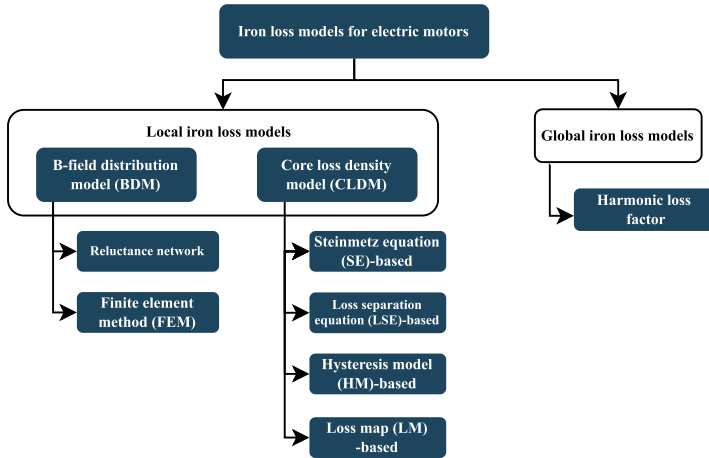 Iron loss models for electric motors
Local iron loss models
B-field distribution
model (BDM)
Core loss density
model (CLDM)
Reluctance network
Finite element
method (FEM)
Steinmetz equation
(SE)-based
Loss separation
equation (LSE)-based
Hysteresis model
(HM)-based
Loss map (LM)
-based
Global iron loss models
Harmonic loss
factor